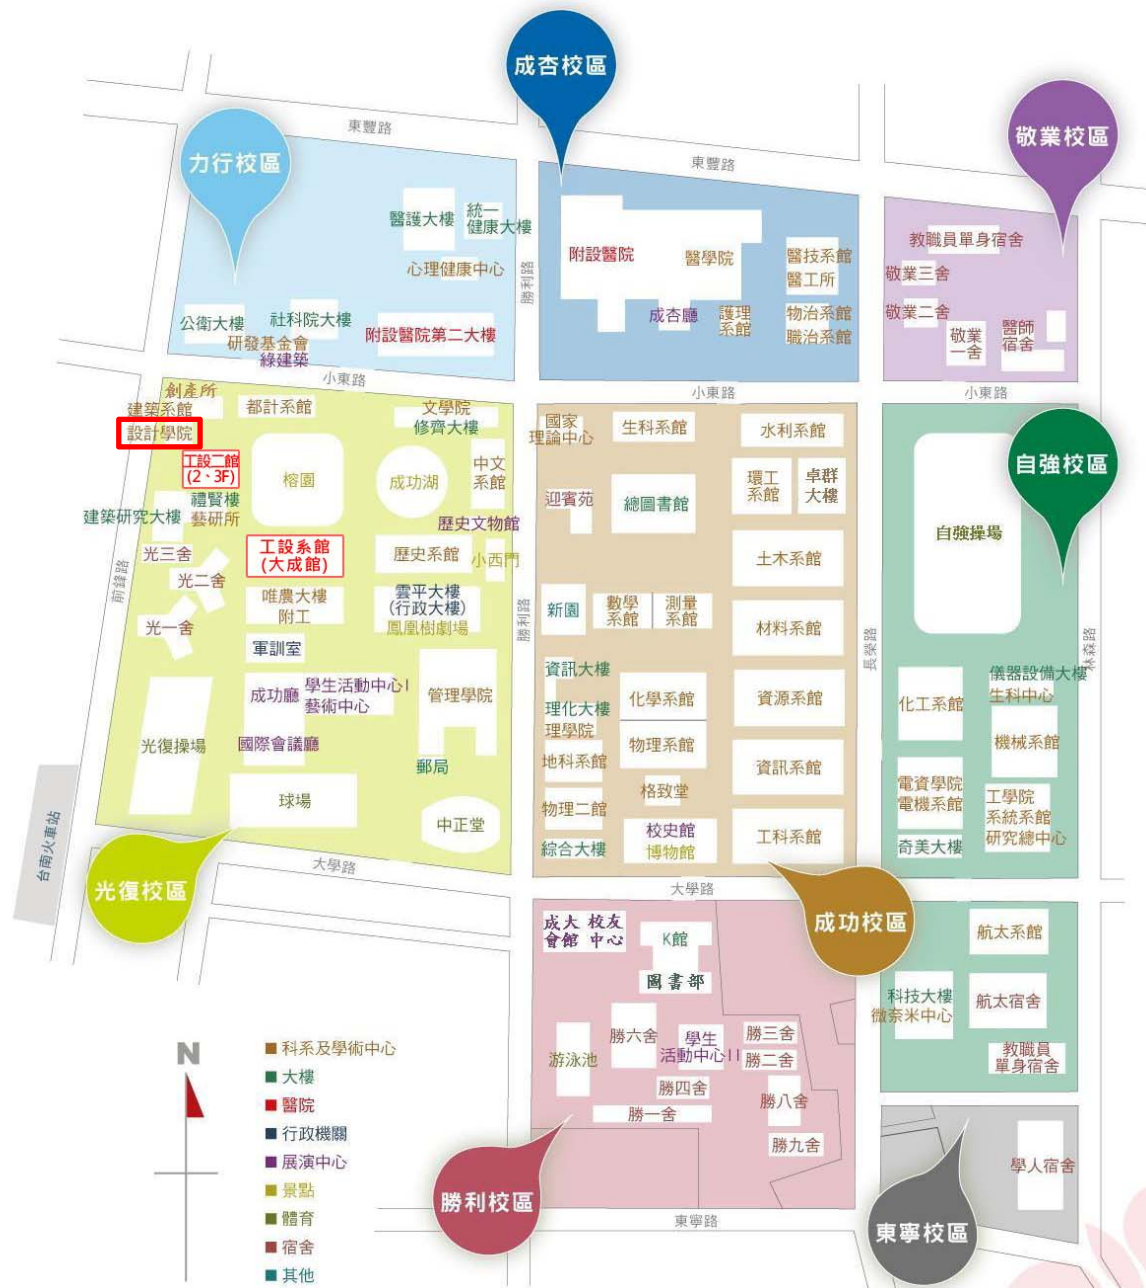 成杏校區
敬業校區
力行校區
東豐路
東豐路
醫護大樓
統一
健康大樓
心理健康中心
公衛大樓
社科院大樓
研發基金會
綠建築
附設醫院第二大樓
勝利路
附設醫院
醫學院
醫技系館
醫工所
成杏廳
護理
系館
物治系館
職治系館
教職員單身宿舍
敬業三舍
敬業二舍
敬業
一舍
醫師
宿舍
小東路
小東路
小東路
創產所
建築系館
設計學院
都計系館
文學院
修齊大樓
工設二館
(2、3F)
榕園
成功湖
中文
系館
禮賢樓
藝研所
建築研究大樓
歷史文物館
光三舍
工設系館
(大成館)
歷史系館
小西門
前鋒路
光二舍
唯農大樓
附工
雲平大樓
(行政大樓)
鳳凰樹劇場
光一舍
軍訓室
勝利路
成功廳
學生活動中心I
藝術中心
管理學院
光復操場
國際會議廳
郵局
球場
中正堂
台南火車站
大學路
光復校區
國家
理論中心
生科系館
水利系館
迎賓苑
總圖書館
環工
系館
卓群
大樓
土木系館
新園
數學
系館
測量
系館
材料系館
資訊大樓
化學系館
資源系館
理化大樓
理學院
地科系館
物理系館
資訊系館
格致堂
物理二館
校史館
博物館
工科系館
綜合大樓
長榮路
大學路
成功校區
自強校區
自強操場
林森路
儀器設備大樓
生科中心
化工系館
機械系館
電資學院
電機系館
工學院
系統系館
研究總中心
奇美大樓
航太系館
科技大樓
微奈米中心
航太宿舍
教職員
單身宿舍
成大 校友
會館 中心
K館
圖書部
游泳池
勝六舍
學生
活動中心II
勝三舍
勝二舍
勝四舍
勝一舍
勝八舍
勝九舍
勝利校區
東寧路
學人宿舍
東寧校區
N
科系及學術中心
大樓
醫院
行政機關
展演中心
景點
體育
宿舍
其他